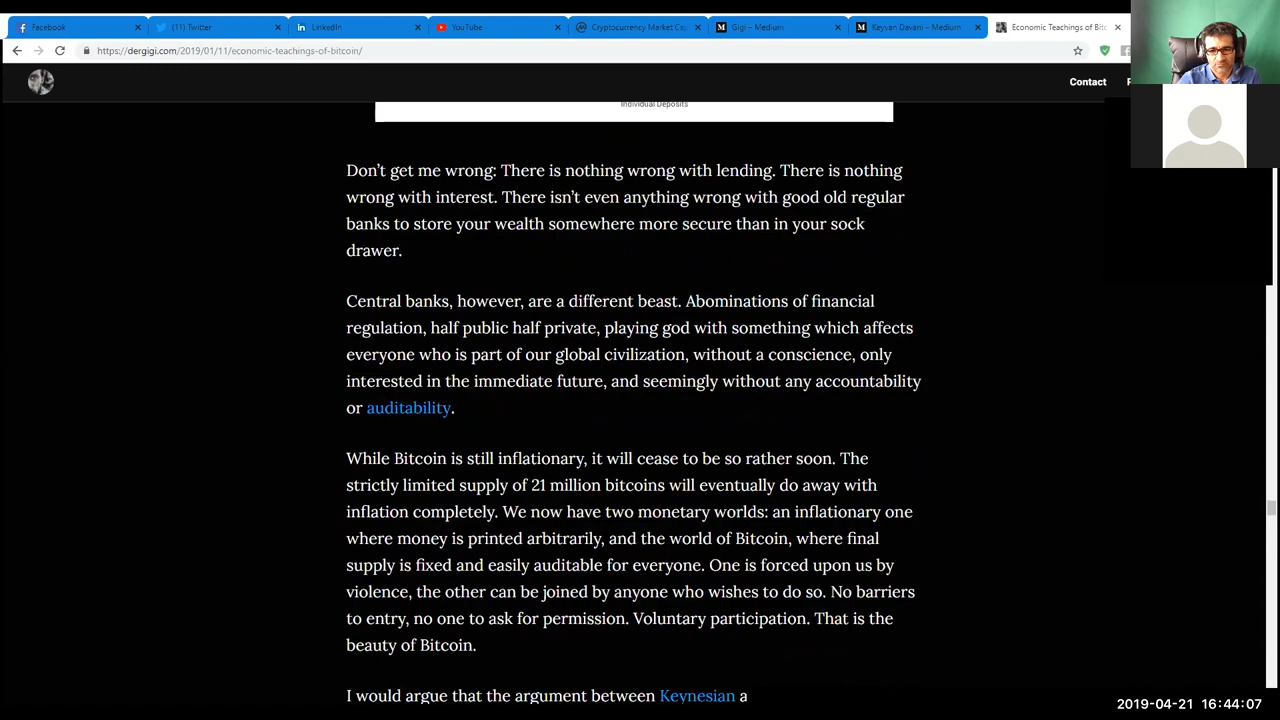 Facebook
(11) Twitter
LinkedIn
YouTube
Cryptocurrency Market Ca
Gigi – Medium
Keyvan Davani – Medium
Economic Teachings of Bitc
https://dergigi.com/2019/01/11/economic-teachings-of-bitcoin/
Contact
Individual Deposits
Don’t get me wrong: There is nothing wrong with lending. There is nothing
wrong with interest. There isn’t even anything wrong with good old regular
banks to store your wealth somewhere more secure than in your sock
drawer.
Central banks, however, are a different beast. Abominations of financial
regulation, half public half private, playing god with something which affects
everyone who is part of our global civilization, without a conscience, only
interested in the immediate future, and seemingly without any accountability
or auditability.
While Bitcoin is still inflationary, it will cease to be so rather soon. The
strictly limited supply of 21 million bitcoins will eventually do away with
inflation completely. We now have two monetary worlds: an inflationary one
where money is printed arbitrarily, and the world of Bitcoin, where final
supply is fixed and easily auditable for everyone. One is forced upon us by
violence, the other can be joined by anyone who wishes to do so. No barriers
to entry, no one to ask for permission. Voluntary participation. That is the
beauty of Bitcoin.
I would argue that the argument between Keynesian a
2019-04-21 16:44:07